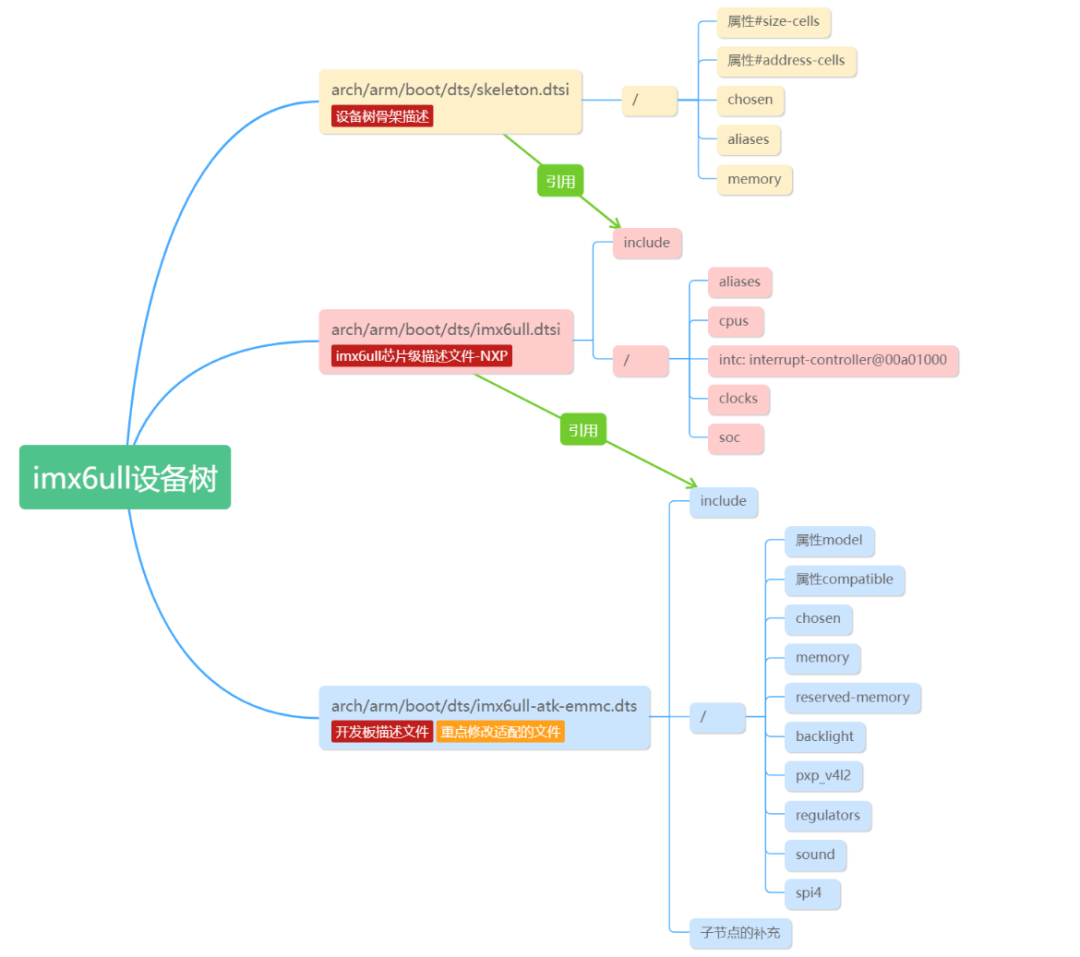 imx6ull设备树
arch/arm/boot/dts/skeleton.dtsi
设备树骨架描述
/
属性#size-cells
属性#address-cells
chosen
aliases
memory
引用
arch/arm/boot/dts/imx6ull.dtsi
imx6ull芯片级描述文件-NXP
include
/
aliases
cpus
intc: interrupt-controller@00a01000
clocks
soc
引用
arch/arm/boot/dts/imx6ull-atk-emmc.dts
开发板描述文件 重点修改适配的文件
include
/
属性model
属性compatible
chosen
memory
reserved-memory
backlight
pxp_v4l2
regulators
sound
spi4
子节点的补充